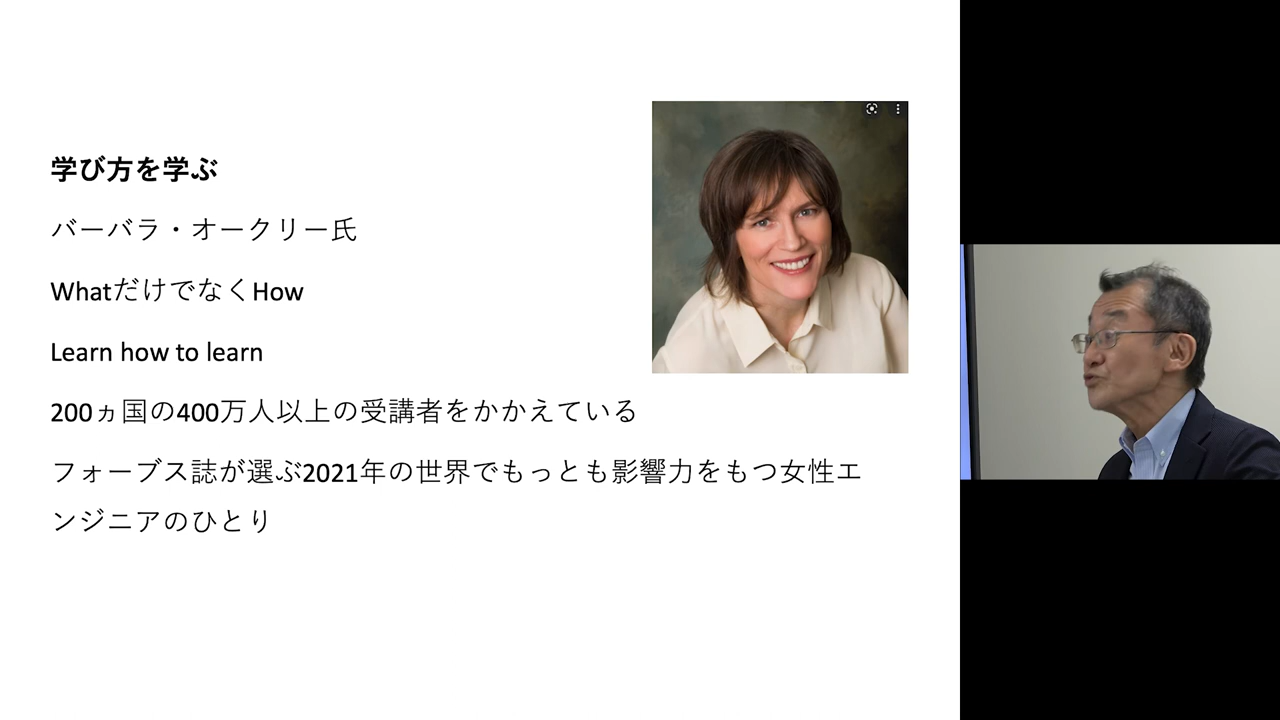 学び方を学ぶ
バーバラ・オークリー氏
WhatだけでなくHow
Learn how to learn
200ヵ国の400万人以上の受講者をかかえている
フォーブス誌が選ぶ2021年の世界でもっとも影響力をもつ女性エ
ンジニアのひとり